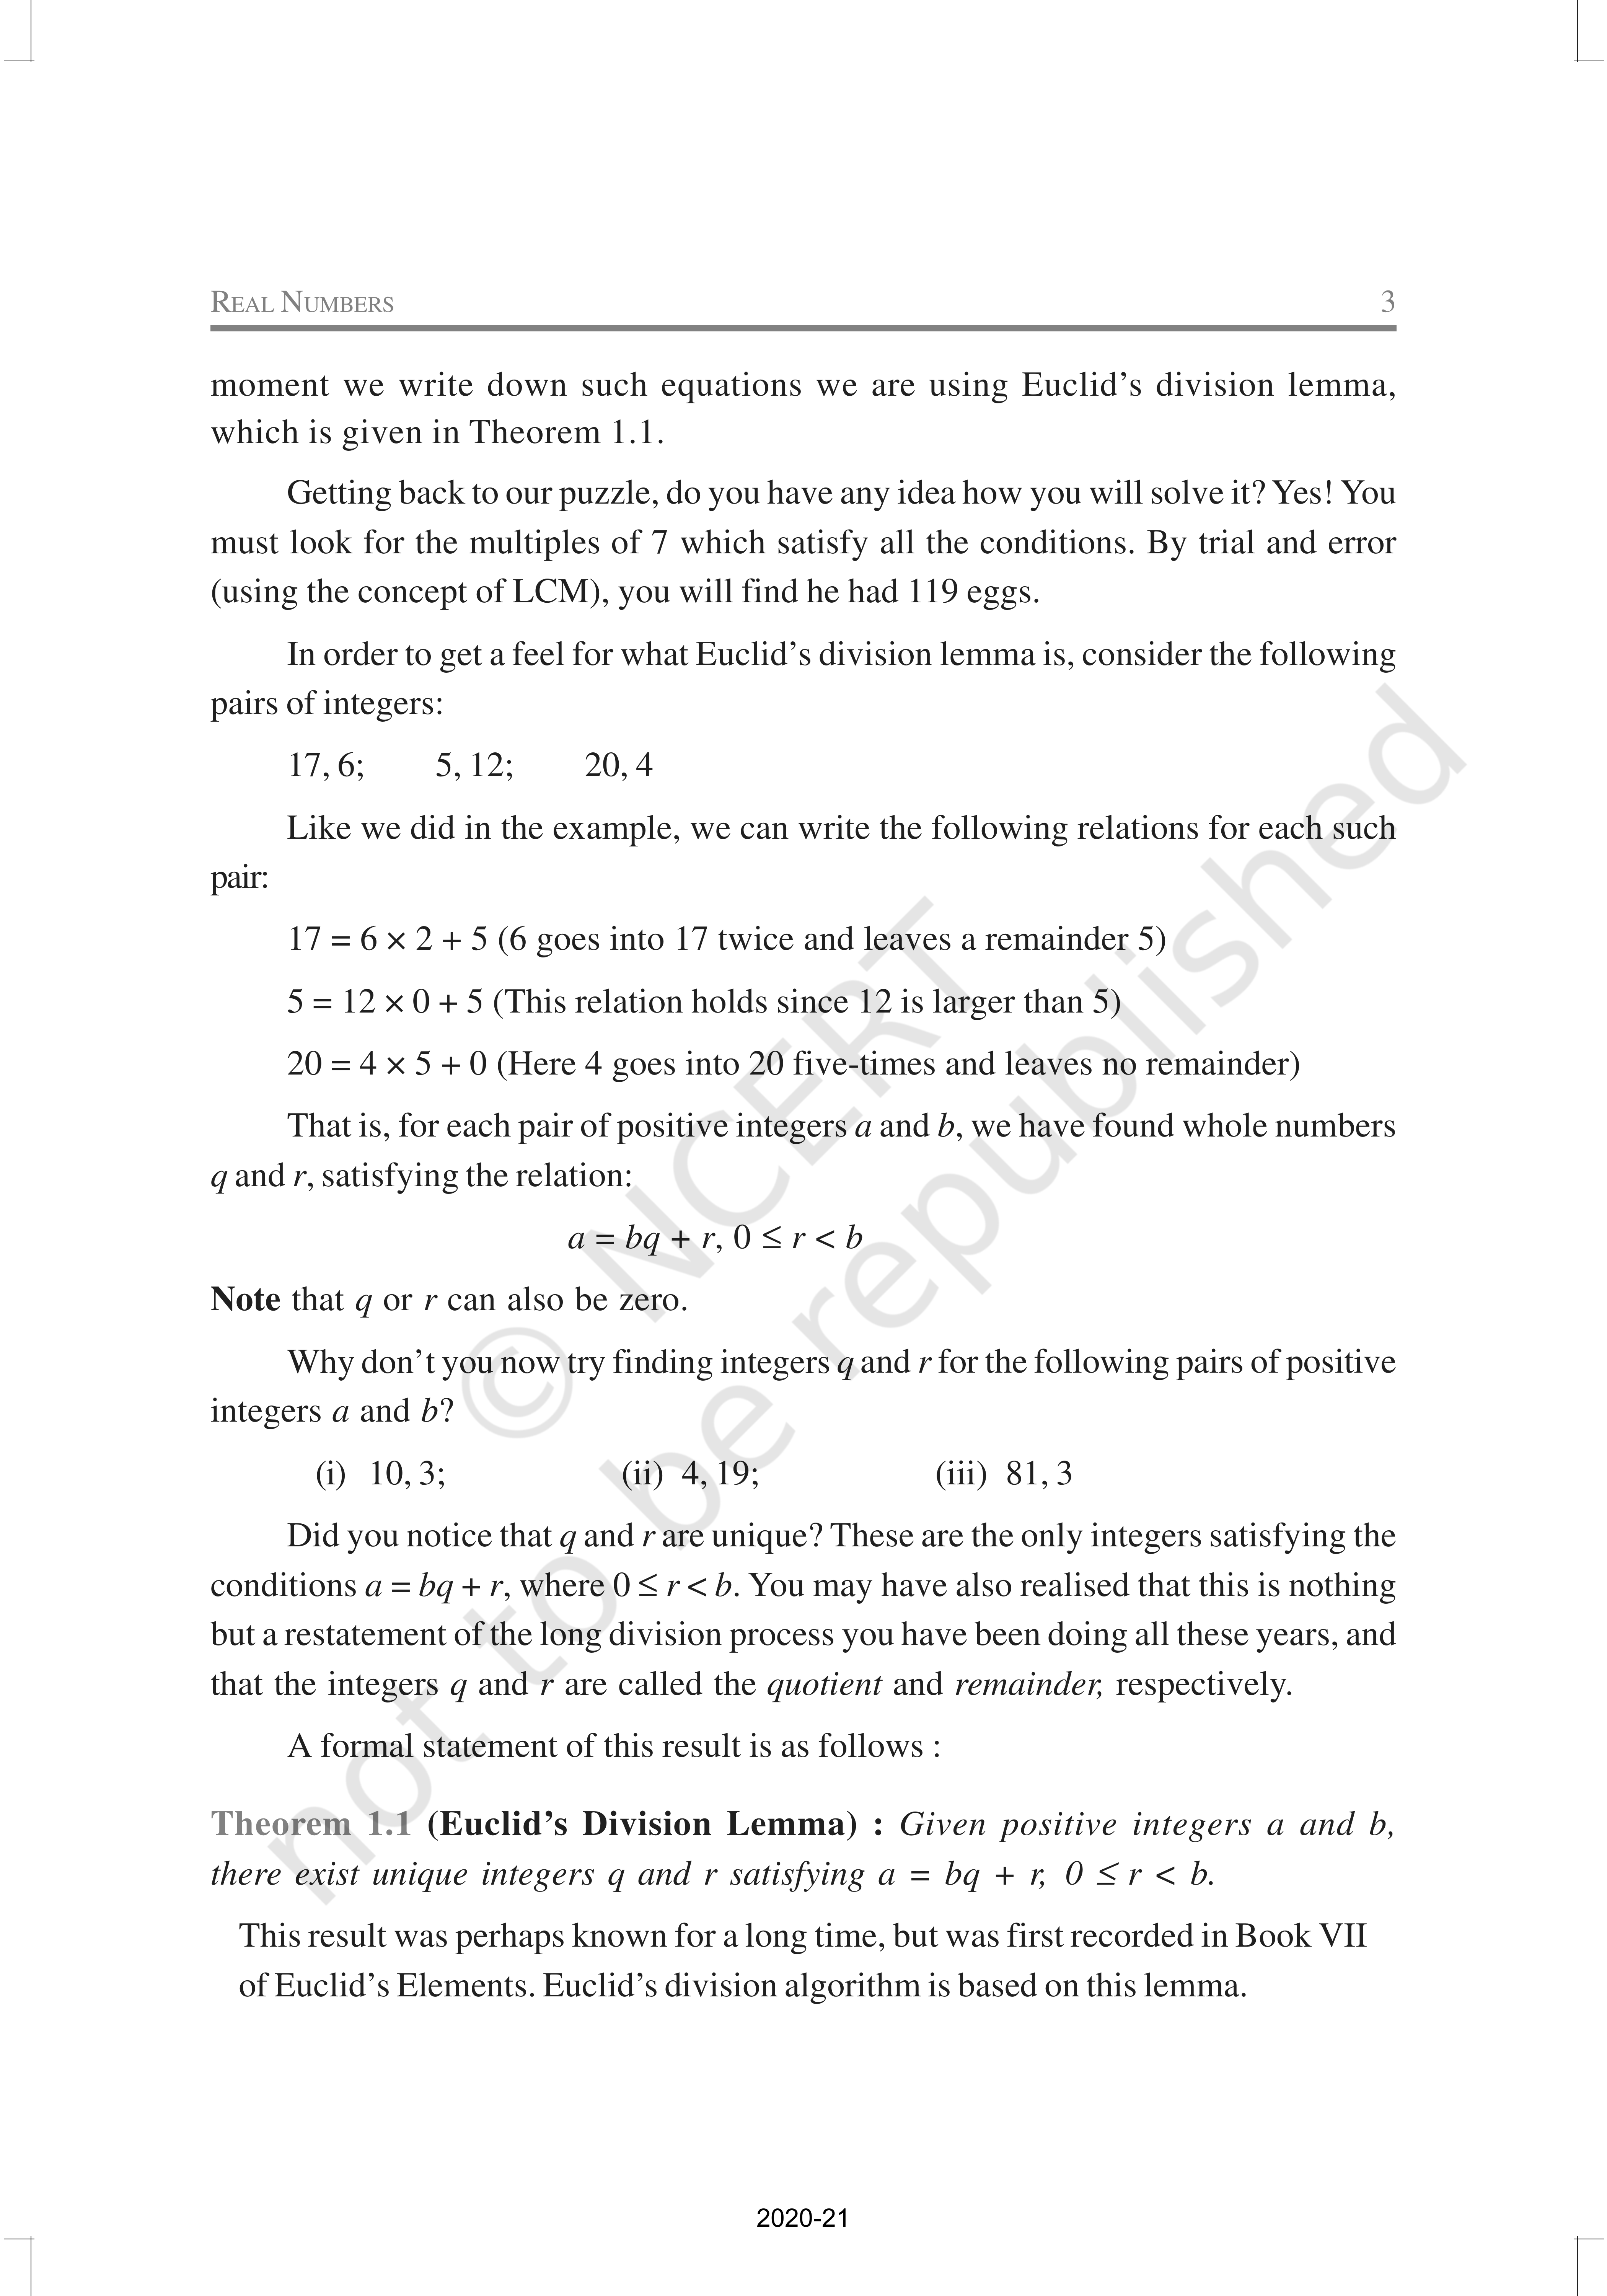 REAL NUMBERS 3
moment we write down such equations we are using Euclid’s division lemma,
which is given in Theorem 1.1.
Getting back to our puzzle, do you have any idea how you will solve it? Yes! You
must look for the multiples of 7 which satisfy all the conditions. By trial and error
(using the concept of LCM), you will find he had 119 eggs.
In order to get a feel for what Euclid’s division lemma is, consider the following
pairs of integers:
17, 6; 5, 12; 20, 4
Like we did in the example, we can write the following relations for each such
pair:
17 = 6 × 2 + 5 (6 goes into 17 twice and leaves a remainder 5)
5 = 12 × 0 + 5 (This relation holds since 12 is larger than 5)
20 = 4 × 5 + 0 (Here 4 goes into 20 five-times and leaves no remainder)
That is, for each pair of positive integers a and b, we have found whole numbers
q and r, satisfying the relation:
a = bq + r, 0 ≤ r < b
Note that q or r can also be zero.
Why don’t you now try finding integers q and r for the following pairs of positive
integers a and b?
(i) 10, 3; (ii) 4, 19; (iii) 81, 3
Did you notice that q and r are unique? These are the only integers satisfying the
conditions a = bq + r, where 0 ≤ r < b. You may have also realised that this is nothing
but a restatement of the long division process you have been doing all these years, and
that the integers q and r are called the quotient and remainder, respectively.
A formal statement of this result is as follows :
Theorem 1.1 (Euclid’s Division Lemma) : Given positive integers a and b,
there exist unique integers q and r satisfying a = bq + r, 0 ≤ r < b.
This result was perhaps known for a long time, but was first recorded in Book VII
of Euclid’s Elements. Euclid’s division algorithm is based on this lemma.
2020-21
© NCERT
not to be republished